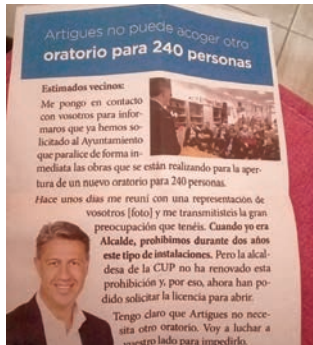 Artigues no puede acoger otro
oratorio para 240 personas
Estimados vecinos:
Me pongo en contacto
con vosotros para infor-
maros que ya hemos so-
licitado al Ayuntamiento
que paralice de forma in-
mediata las obras que se están realizando para la aper-
tura de un nuevo oratorio para 240 personas.
Hace unos días me reuní con una representación de
vosotros [foto] y me transmitisteis la gran
preocupación que tenéis. Cuando yo era
Alcalde, prohibimos durante dos años
este tipo de instalaciones. Pero la alcal-
desa de la CUP no ha renovado esta
prohibición y, por eso, ahora han po-
dido solicitar la licencia para abrir.
Tengo claro que Artigues no nece-
sita otro oratorio. Voy a luchar a
vuestro lado para impedirlo.